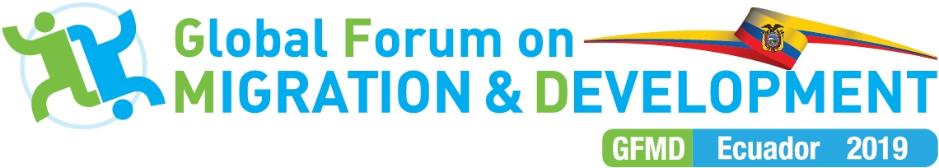 Global Forum on
MIGRATION & DEVELOPMENT
GFMD Ecuador 2019